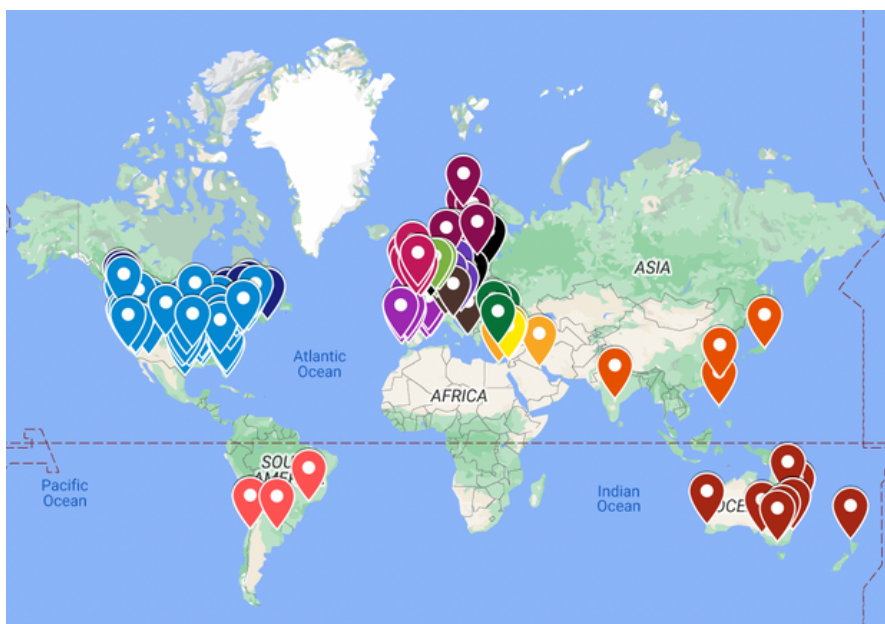 ASIA
Atlantic
Ocean
AFRICA
Pacific
Ocean
Indian
Ocean